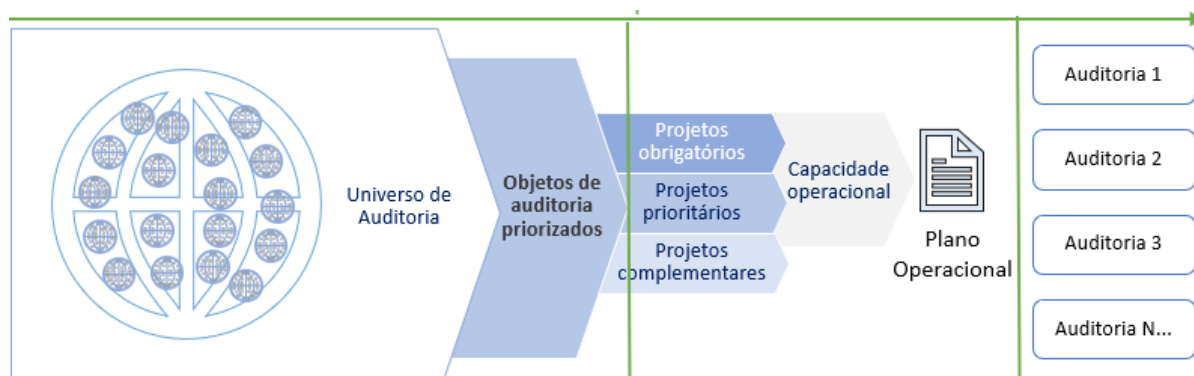 Universo de
Auditoria
Objetos de
auditoria
priorizados
Projetos
obrigatórios
Projetos
prioritários
Projetos
complementares
Capacidade
operacional
Plano
Operacional
Auditoria 1
Auditoria 2
Auditoria 3
Auditoria N...